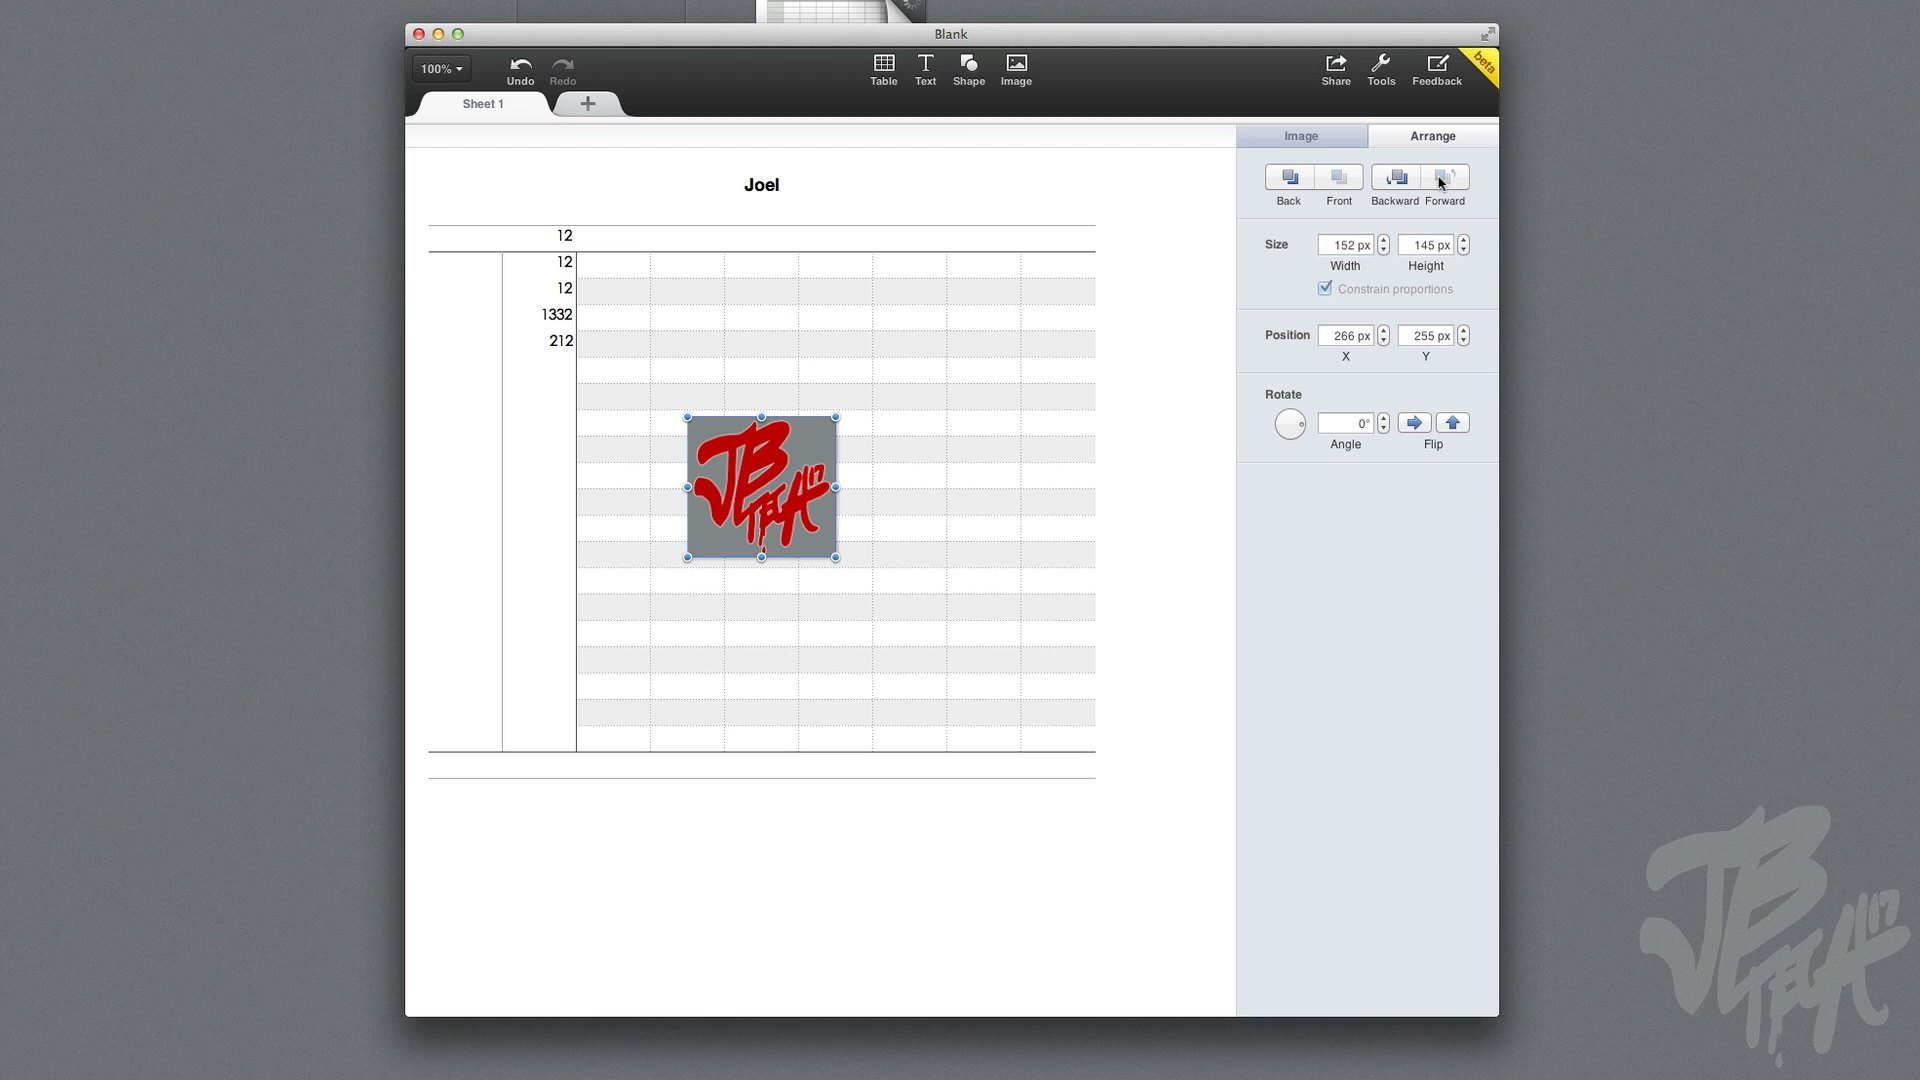 Blank
100%
Undo
Redo
Table
Text
Shape
Image
Share
Tools
Feedback
beta
Sheet 1
Image
Arrange
Joel
12
12
12
1332
212
Back
Front
Backward
Forward
Size
152 px
145 px
Width
Height
Constrain proportions
Position
266 px
255 px
X
Y
Rotate
0°
Angle
Flip
JB
17